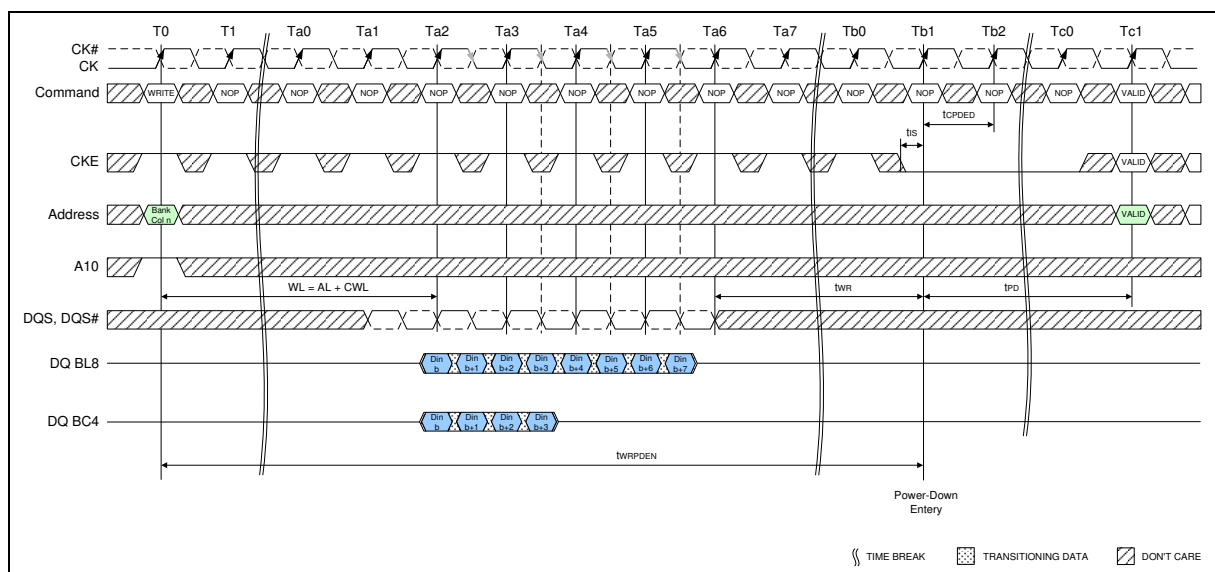 T0 T1 Ta0 Ta1 Ta2 Ta3 Ta4 Ta5 Ta6 Ta7 Tb0 Tb1 Tb2 Tc0 Tc1
CK#
CK
Command WRITE NOP NOP NOP NOP NOP NOP NOP NOP NOP NOP NOP NOP NOP VALID
tCPDED
tIS
CKE VALID
Address Bank Col n VALID
A10
WL = AL + CWL tWR tPD
DQS, DQS#
DQ BL8 Din b Din b+1 Din b+2 Din b+3 Din b+4 Din b+5 Din b+6 Din b+7
DQ BC4 Din b Din b+1 Din b+2 Din b+3
tWRPDEN
Power-Down
Entery
TIME BREAK TRANSITIONING DATA DON'T CARE